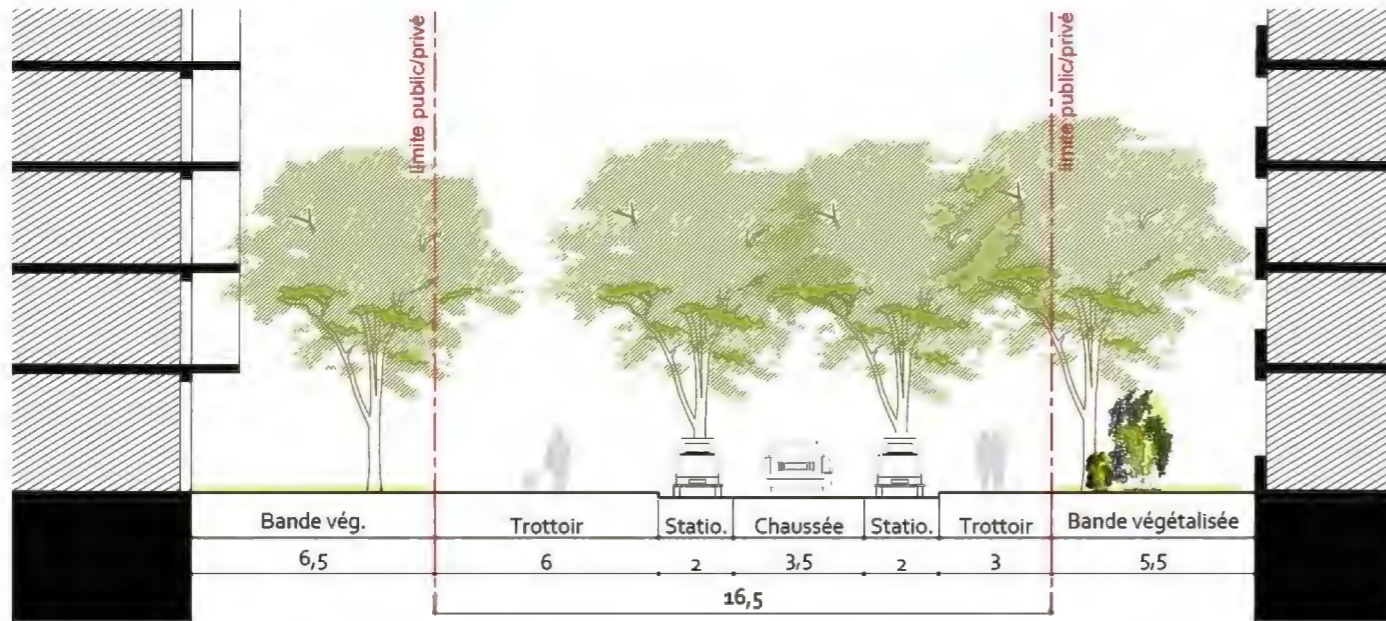 limite public/privé
limite public/privé
Bande vég. Trottoir Statio. Chaussée Statio. Trottoir Bande végétalisée
6,5 6 2 3,5 2 3 5,5
16,5